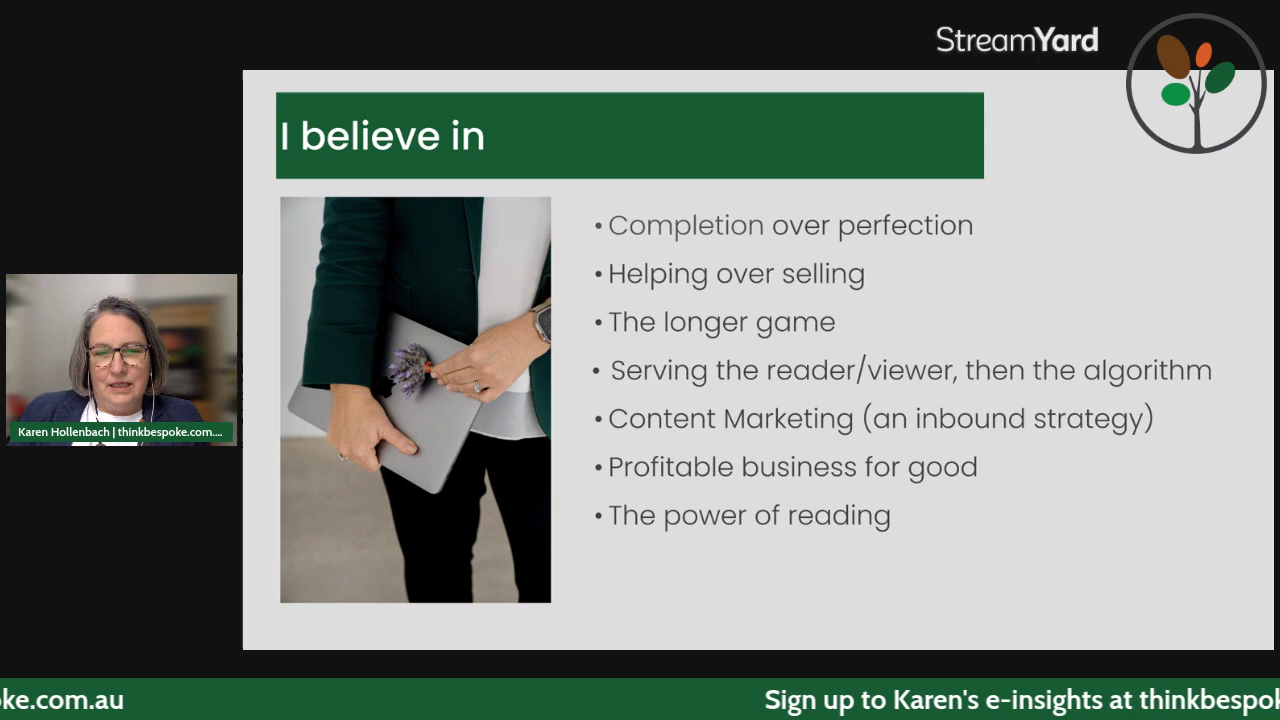 StreamYard
I believe in
• Completion over perfection
• Helping over selling
• The longer game
• Serving the reader/viewer, then the algorithm
• Content Marketing (an inbound strategy)
• Profitable business for good
• The power of reading
Karen Hollenbach | thinkbespoke.com....
ke.com.au
Sign up to Karen's e-insights at thinkbespok